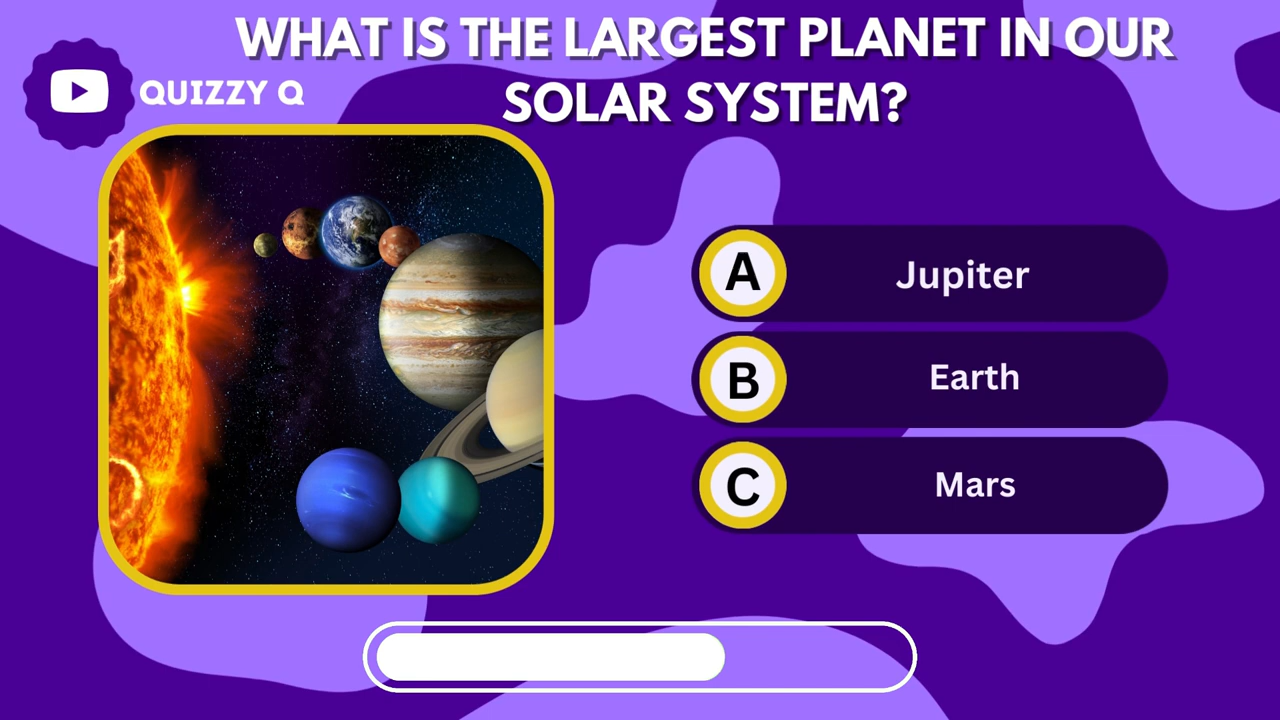 WHAT IS THE LARGEST PLANET IN OUR
SOLAR SYSTEM?
QUIZZY Q
A Jupiter
B Earth
C Mars